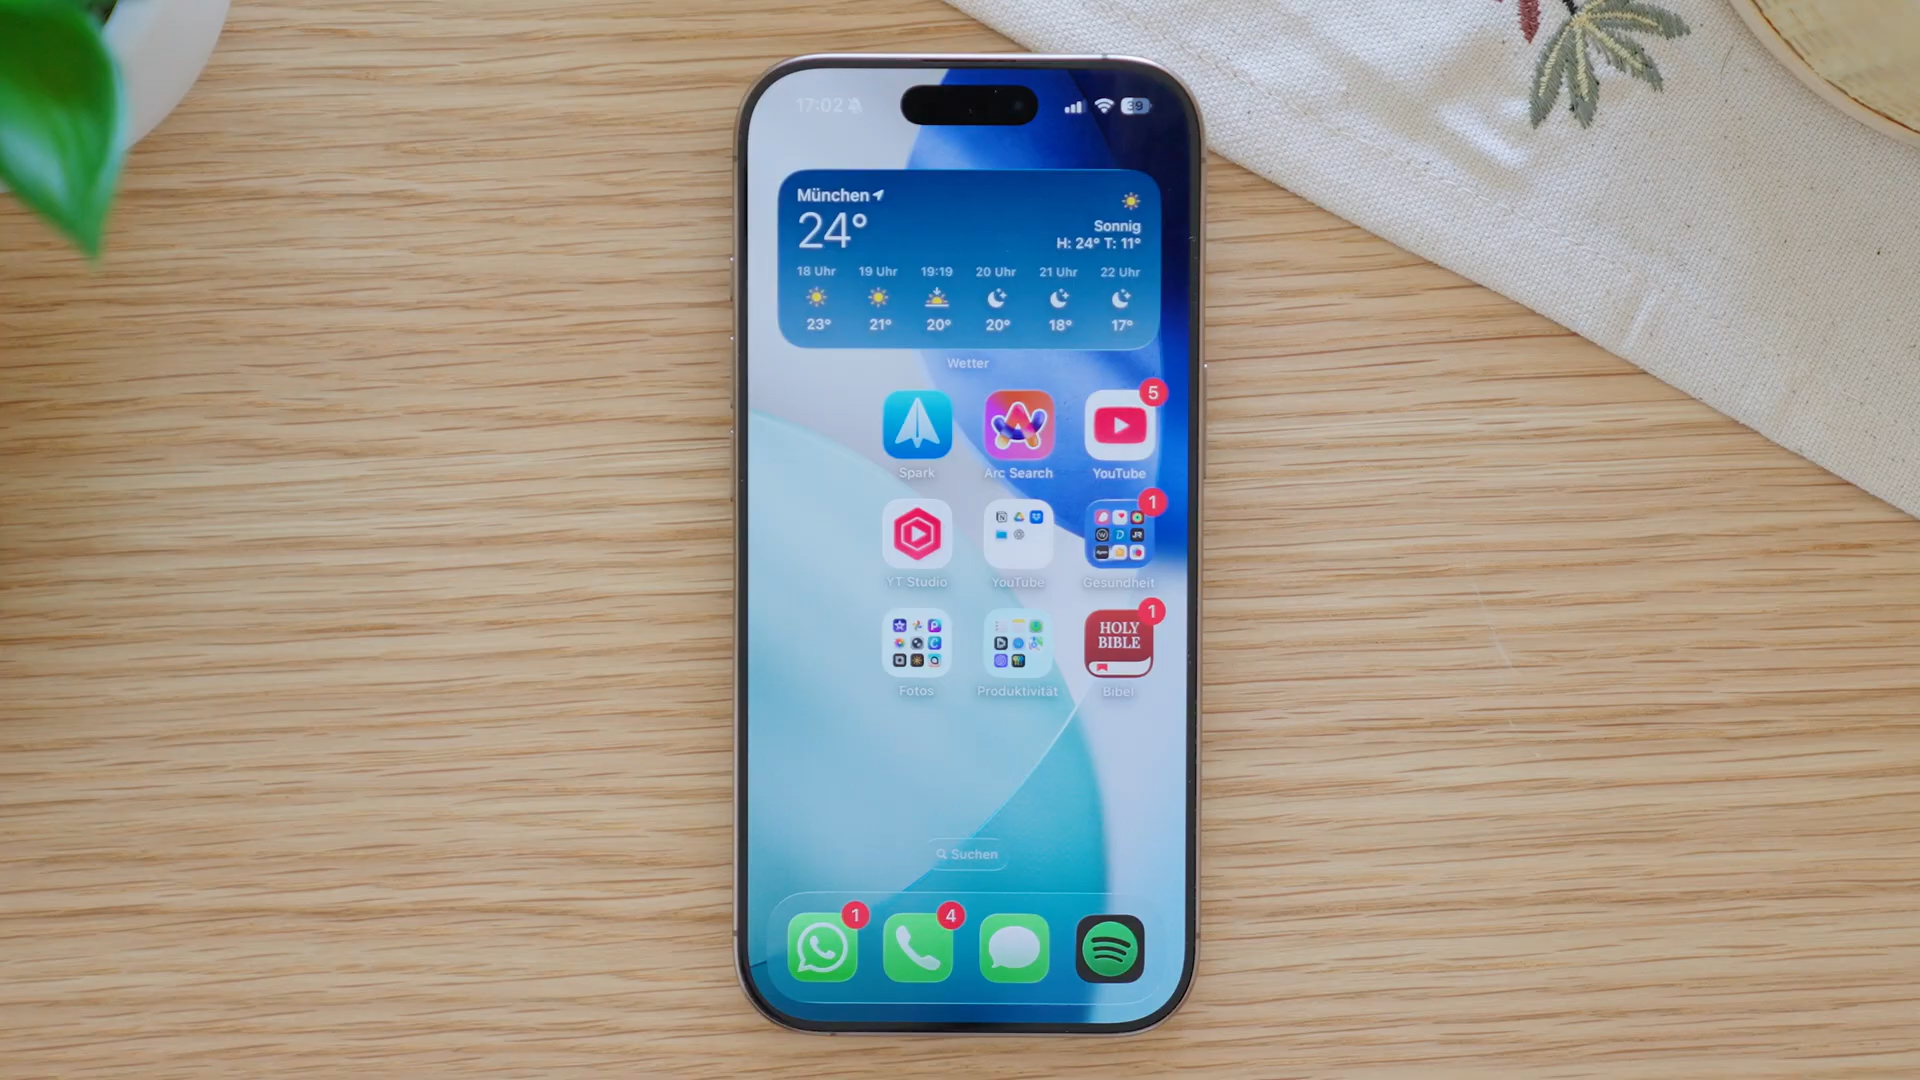 17:02
39
München
24°
Sonnig
H: 24° T: 11°
18 Uhr 19 Uhr 19:19 20 Uhr 21 Uhr 22 Uhr
23° 21° 20° 20° 18° 17°
Wetter
5
Spark Arc Search YouTube
1
YT Studio YouTube Gesundheit
1
HOLY
BIBLE
Fotos Produktivität Bibel
Suchen
1 4